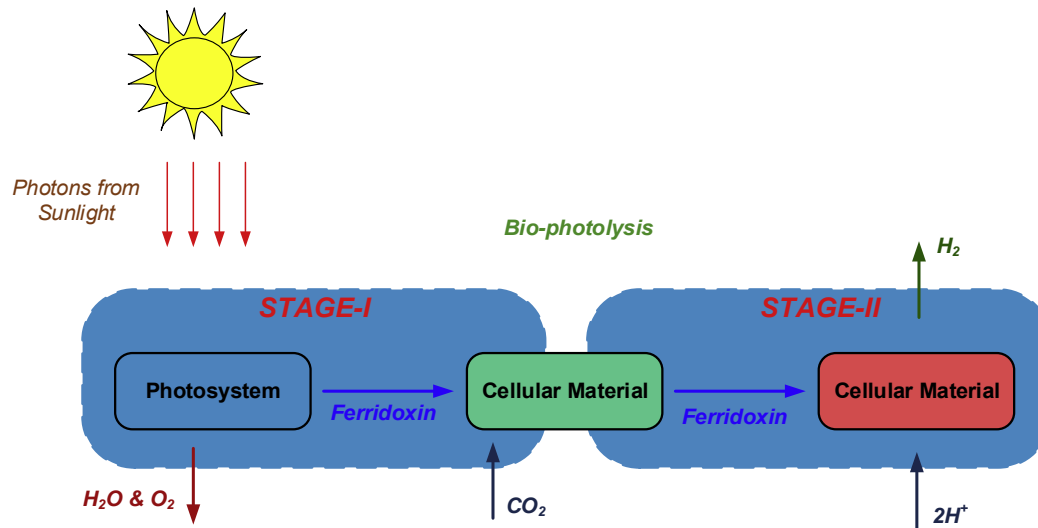 Photons from
Sunlight
Bio-photolysis
H₂
STAGE-I
STAGE-II
Photosystem
Ferridoxin
Cellular Material
Ferridoxin
Cellular Material
H₂O & O₂
CO₂
2H⁺